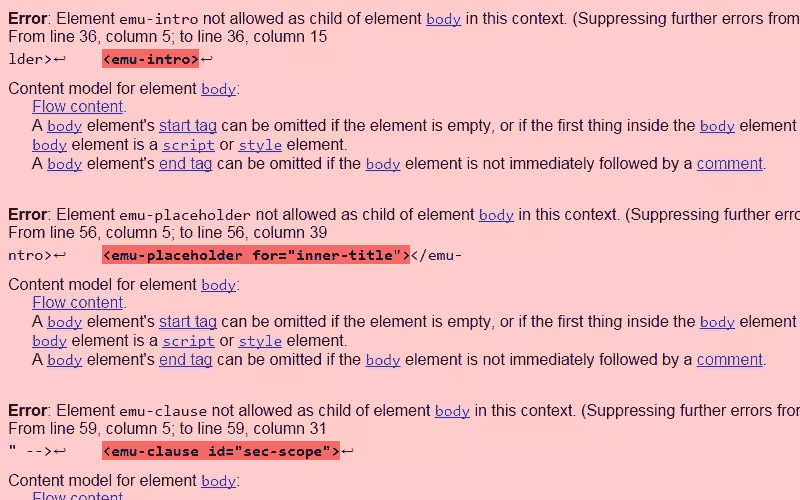 Error: Element emu-intro not allowed as child of element body in this context. (Suppressing further errors from
From line 36, column 5; to line 36, column 15
lder>↩    <emu-intro>↩
Content model for element body:
Flow content.
A body element's start tag can be omitted if the element is empty, or if the first thing inside the body element
body element is a script or style element.
A body element's end tag can be omitted if the body element is not immediately followed by a comment.
Error: Element emu-placeholder not allowed as child of element body in this context. (Suppressing further erro
From line 56, column 5; to line 56, column 39
ntro>↩    <emu-placeholder for="inner-title"></emu-
Content model for element body:
Flow content.
A body element's start tag can be omitted if the element is empty, or if the first thing inside the body element
body element is a script or style element.
A body element's end tag can be omitted if the body element is not immediately followed by a comment.
Error: Element emu-clause not allowed as child of element body in this context. (Suppressing further errors fror
From line 59, column 5; to line 59, column 31
" -->↩    <emu-clause id="sec-scope">↩
Content model for element body:
Flow content.